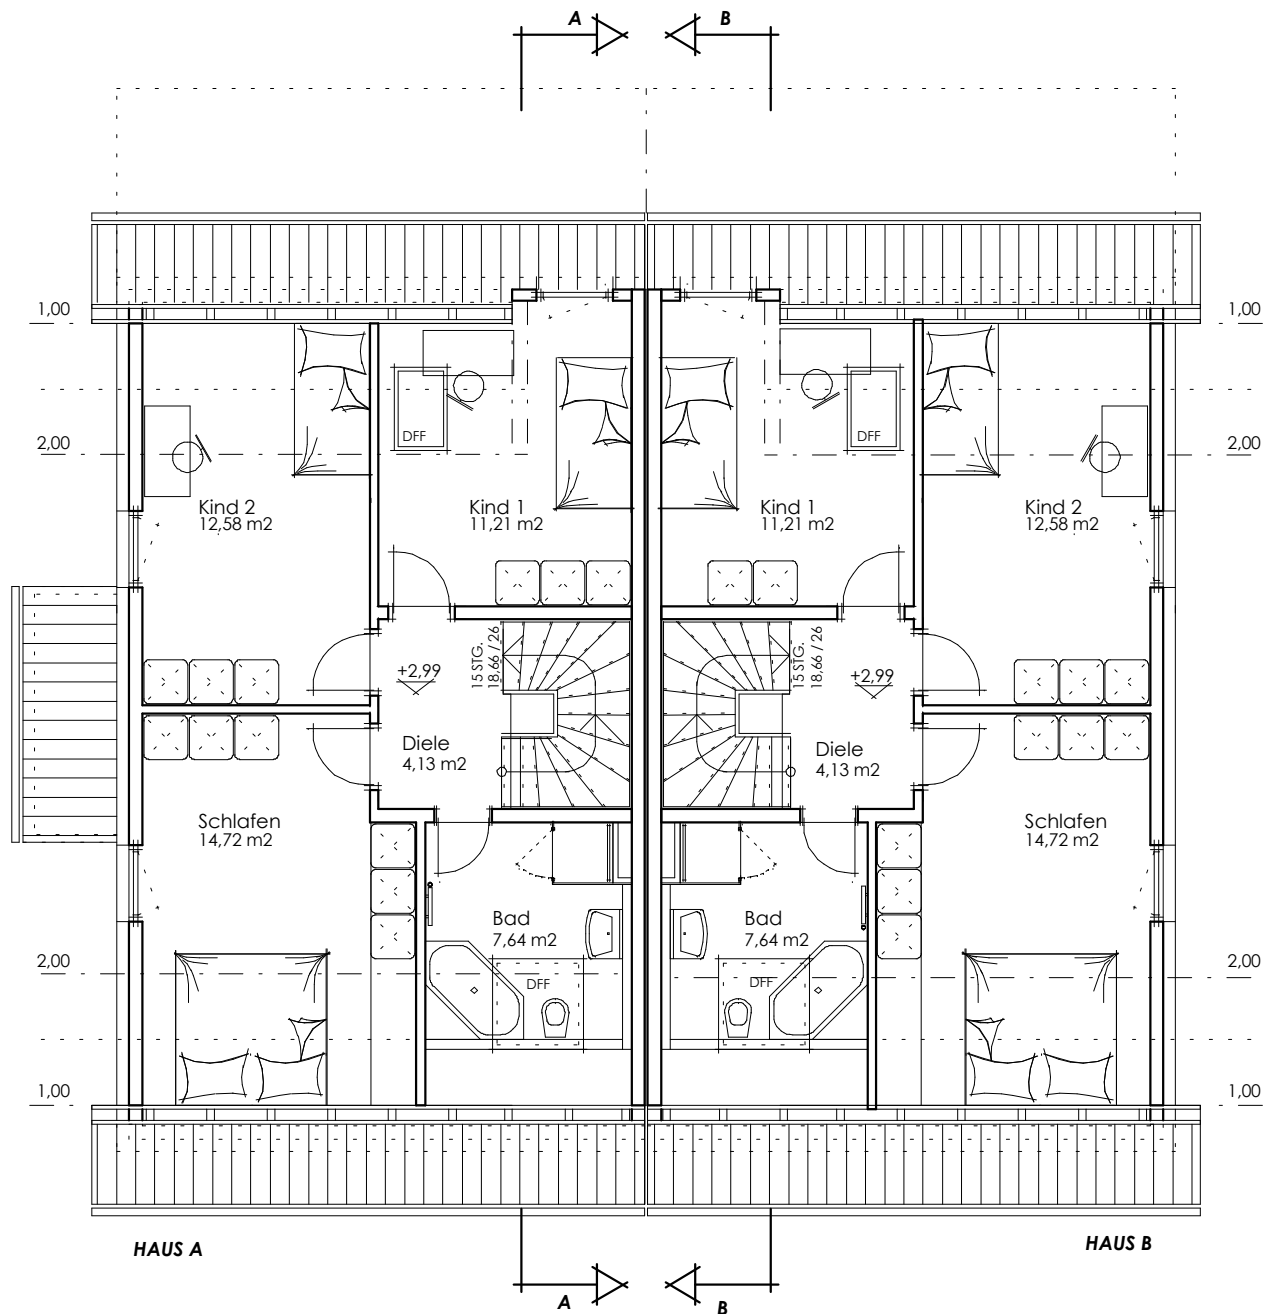 A
B
1,00
1,00
2,00
DFF
DFF
2,00
Kind 2
12,58 m2
Kind 1
11,21 m2
Kind 1
11,21 m2
Kind 2
12,58 m2
15 STG.
18,66 / 26
15 STG.
18,66 / 26
+2,99
+2,99
Diele
4,13 m2
Diele
4,13 m2
Schlafen
14,72 m2
Schlafen
14,72 m2
Bad
7,64 m2
Bad
7,64 m2
2,00
DFF
DFF
2,00
1,00
1,00
HAUS A
HAUS B
A
B